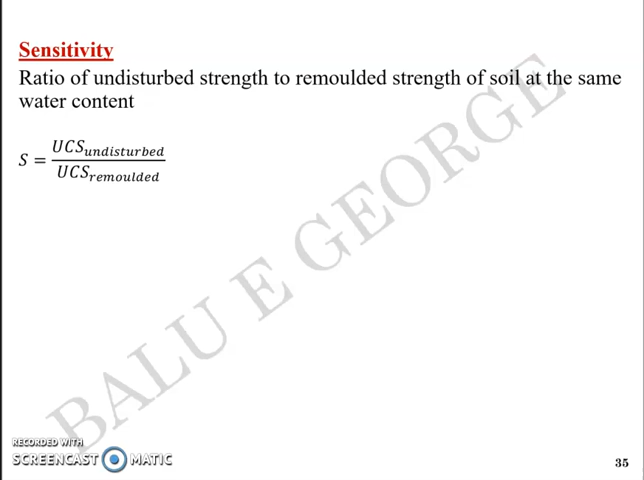 Sensitivity
Ratio of undisturbed strength to remoulded strength of soil at the same
water content
S = UCS_undisturbed / UCS_remoulded
BALU E GEORGE
RECORDED WITH
SCREENCAST MATIC
35